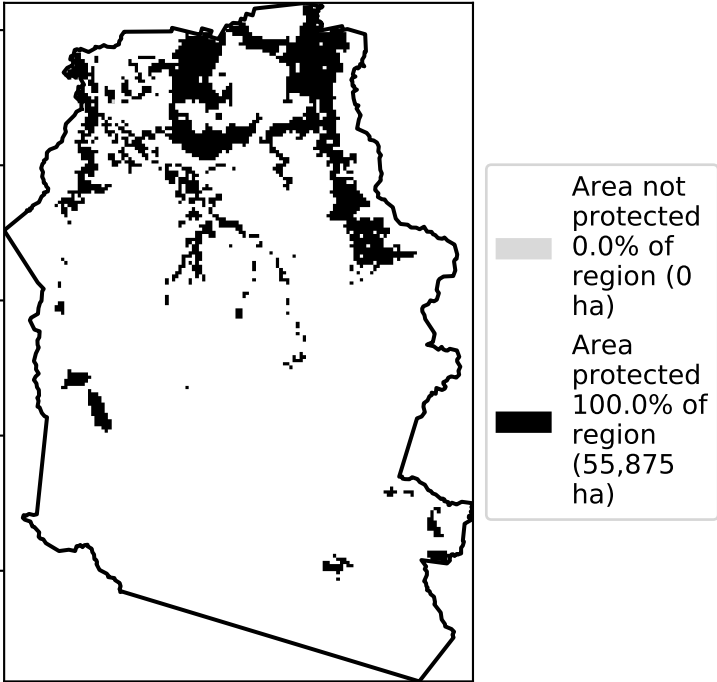 Area not
protected
0.0% of
region (0
ha)
Area
protected
100.0% of
region
(55,875
ha)